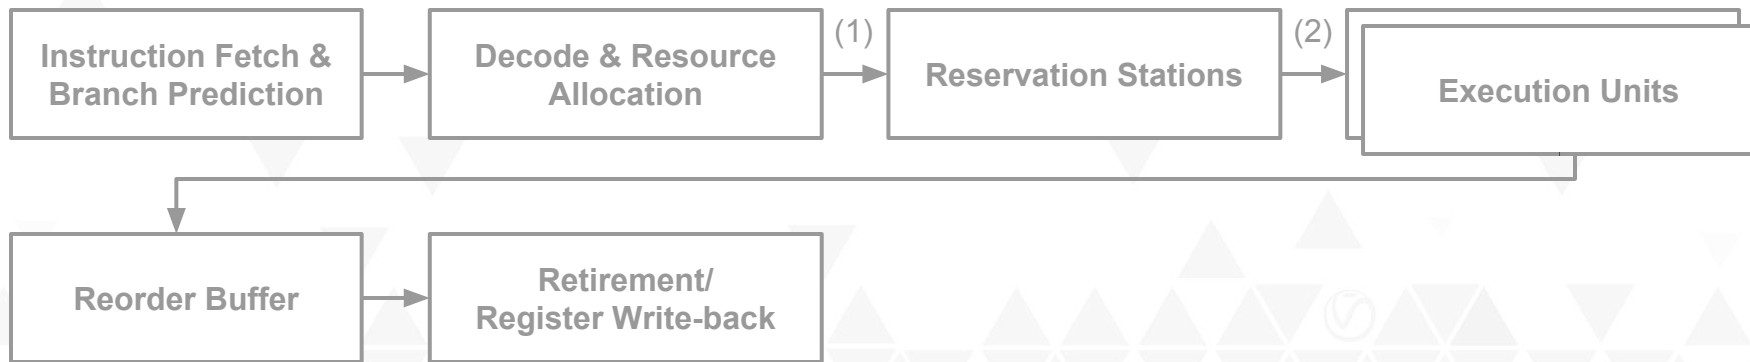 Instruction Fetch &
Branch Prediction
Decode & Resource
Allocation
(1)
Reservation Stations
(2)
Execution Units
Reorder Buffer
Retirement/
Register Write-back